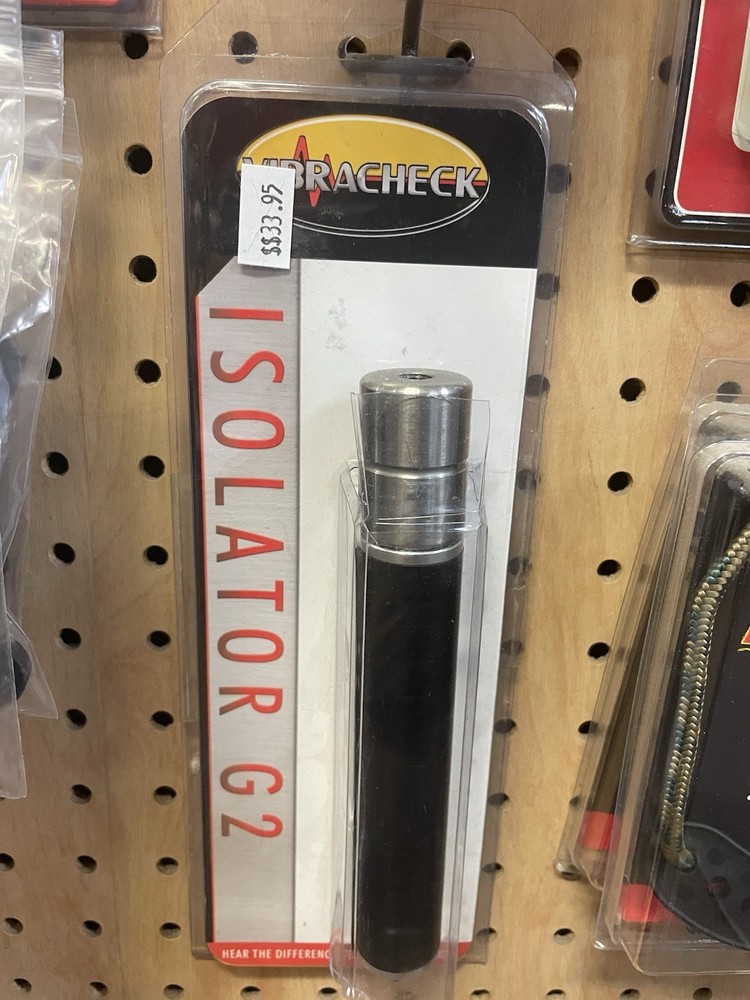 VIBRACHECK
$$33.95
ISOLATOR G2
HEAR THE DIFFERENC